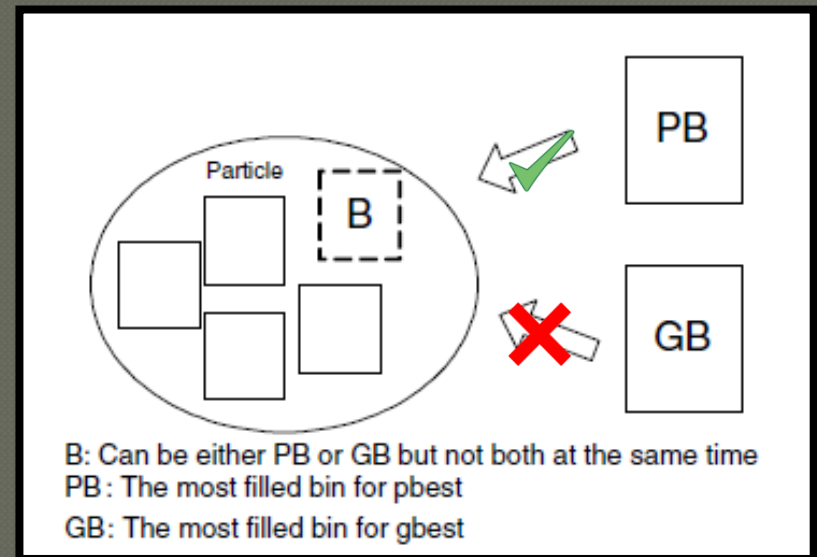 PB
Particle
B
GB
B: Can be either PB or GB but not both at the same time
PB : The most filled bin for pbest
GB: The most filled bin for gbest